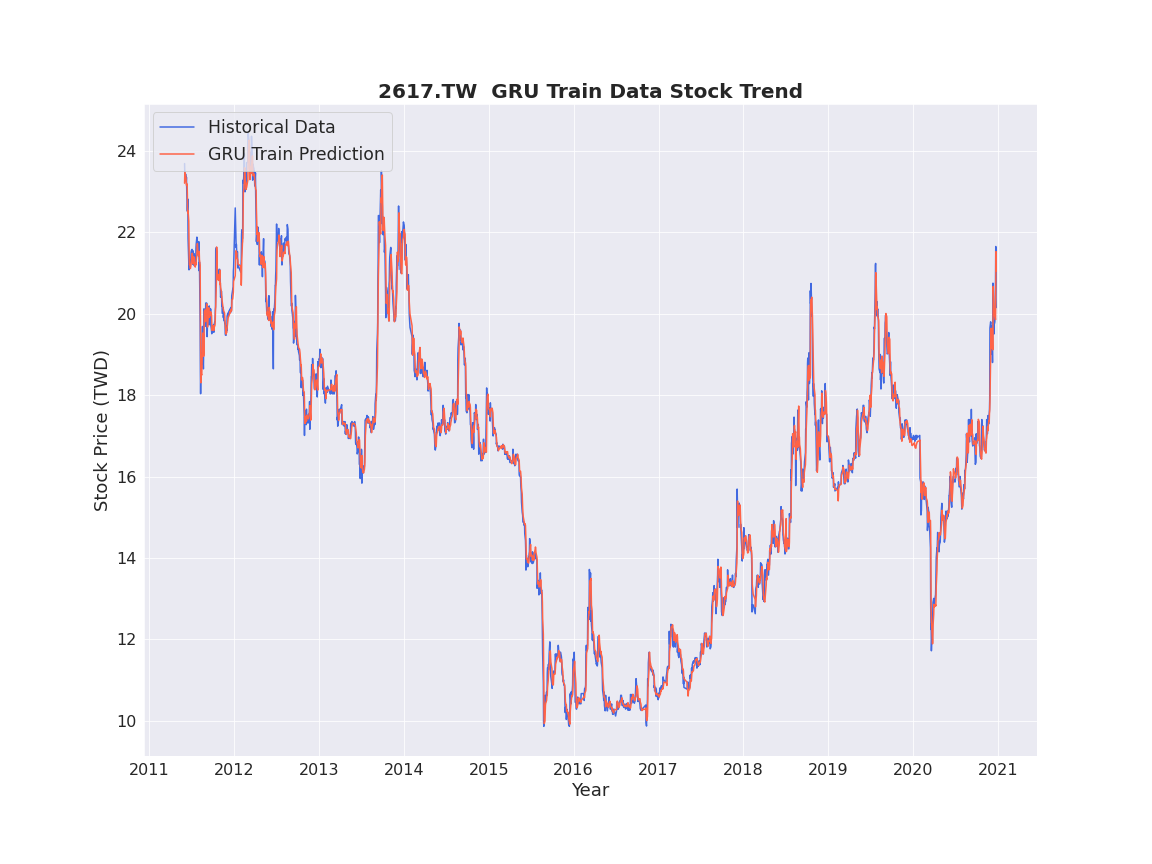 2617.TW  GRU Train Data Stock Trend
Historical Data
GRU Train Prediction
Stock Price (TWD)
24
22
20
18
16
14
12
10
2011 2012 2013 2014 2015 2016 2017 2018 2019 2020 2021
Year